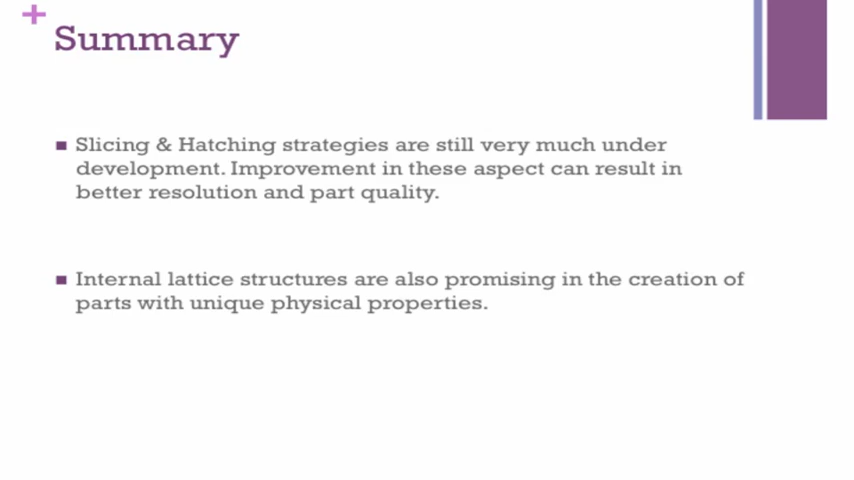 Summary
Slicing & Hatching strategies are still very much under
development. Improvement in these aspect can result in
better resolution and part quality.
Internal lattice structures are also promising in the creation of
parts with unique physical properties.